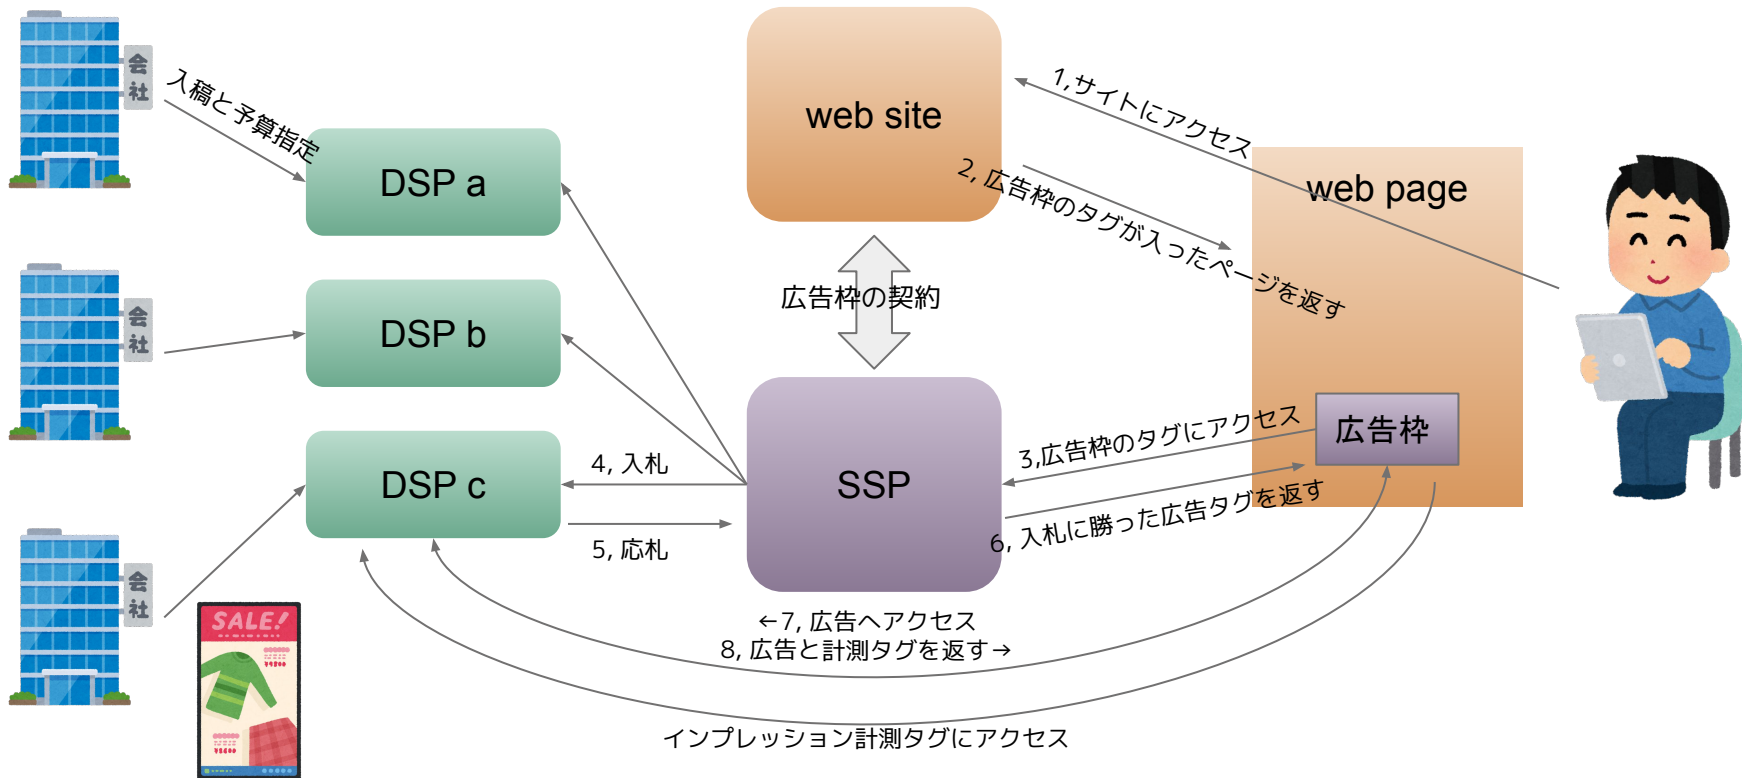 会社
入稿と予算指定
DSP a
web site
1,サイトにアクセス
2, 広告枠のタグが入ったページを返す
web page
会社
DSP b
広告枠の契約
DSP c
4, 入札
5, 応札
SSP
3,広告枠のタグにアクセス
広告枠
6, 入札に勝った広告タグを返す
会社
SALE!
←7, 広告へアクセス
8, 広告と計測タグを返す→
インプレッション計測タグにアクセス